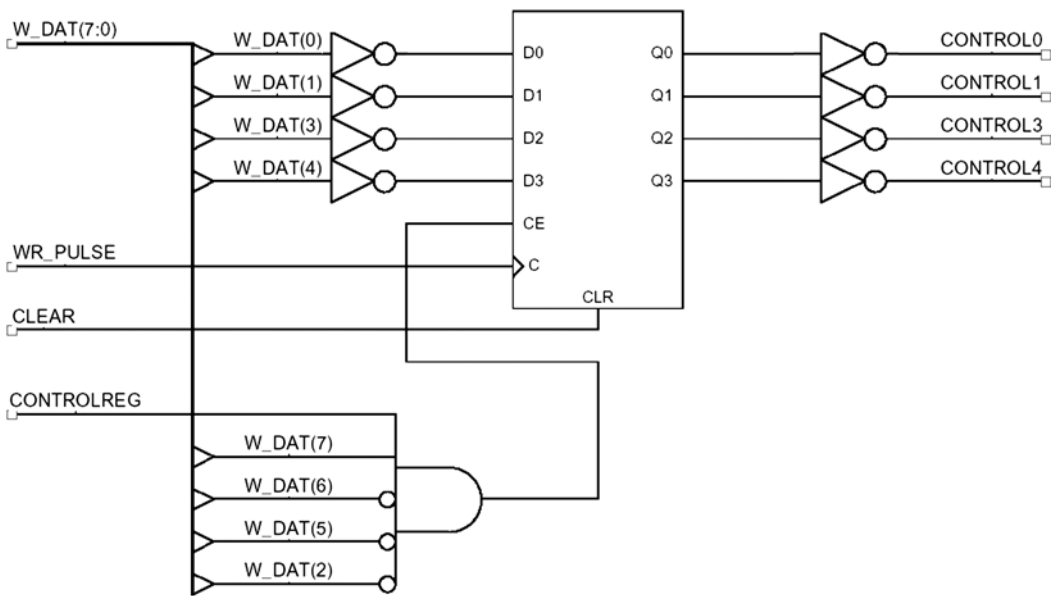 W_DAT(7:0)
W_DAT(0)
D0
Q0
CONTROL0
W_DAT(1)
D1
Q1
CONTROL1
W_DAT(3)
D2
Q2
CONTROL3
W_DAT(4)
D3
Q3
CONTROL4
CE
WR_PULSE
C
CLR
CLEAR
CONTROLREG
W_DAT(7)
W_DAT(6)
W_DAT(5)
W_DAT(2)